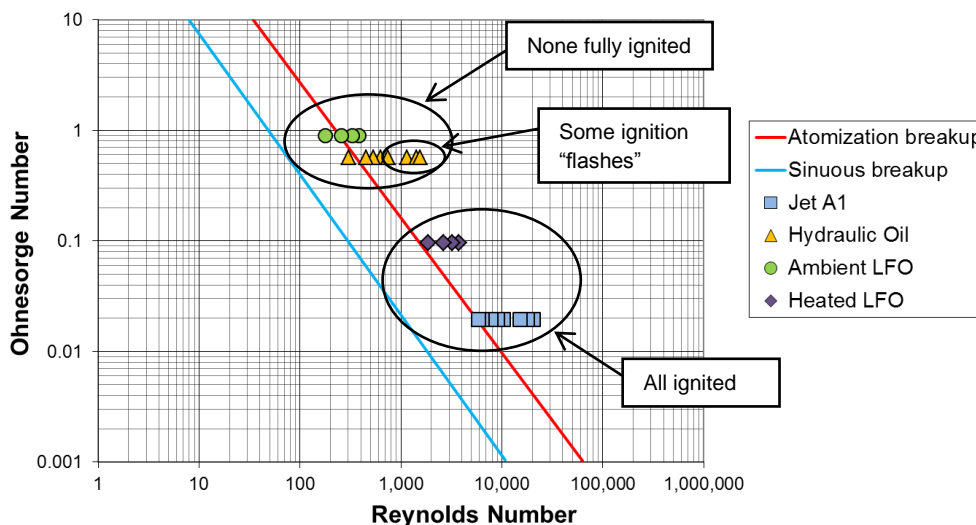 10
1
0.1
0.01
0.001
Ohnesorge Number
1
10
100
1,000
10,000
100,000
1,000,000
Reynolds Number
None fully ignited
Some ignition
“flashes”
All ignited
Atomization breakup
Sinuous breakup
Jet A1
Hydraulic Oil
Ambient LFO
Heated LFO